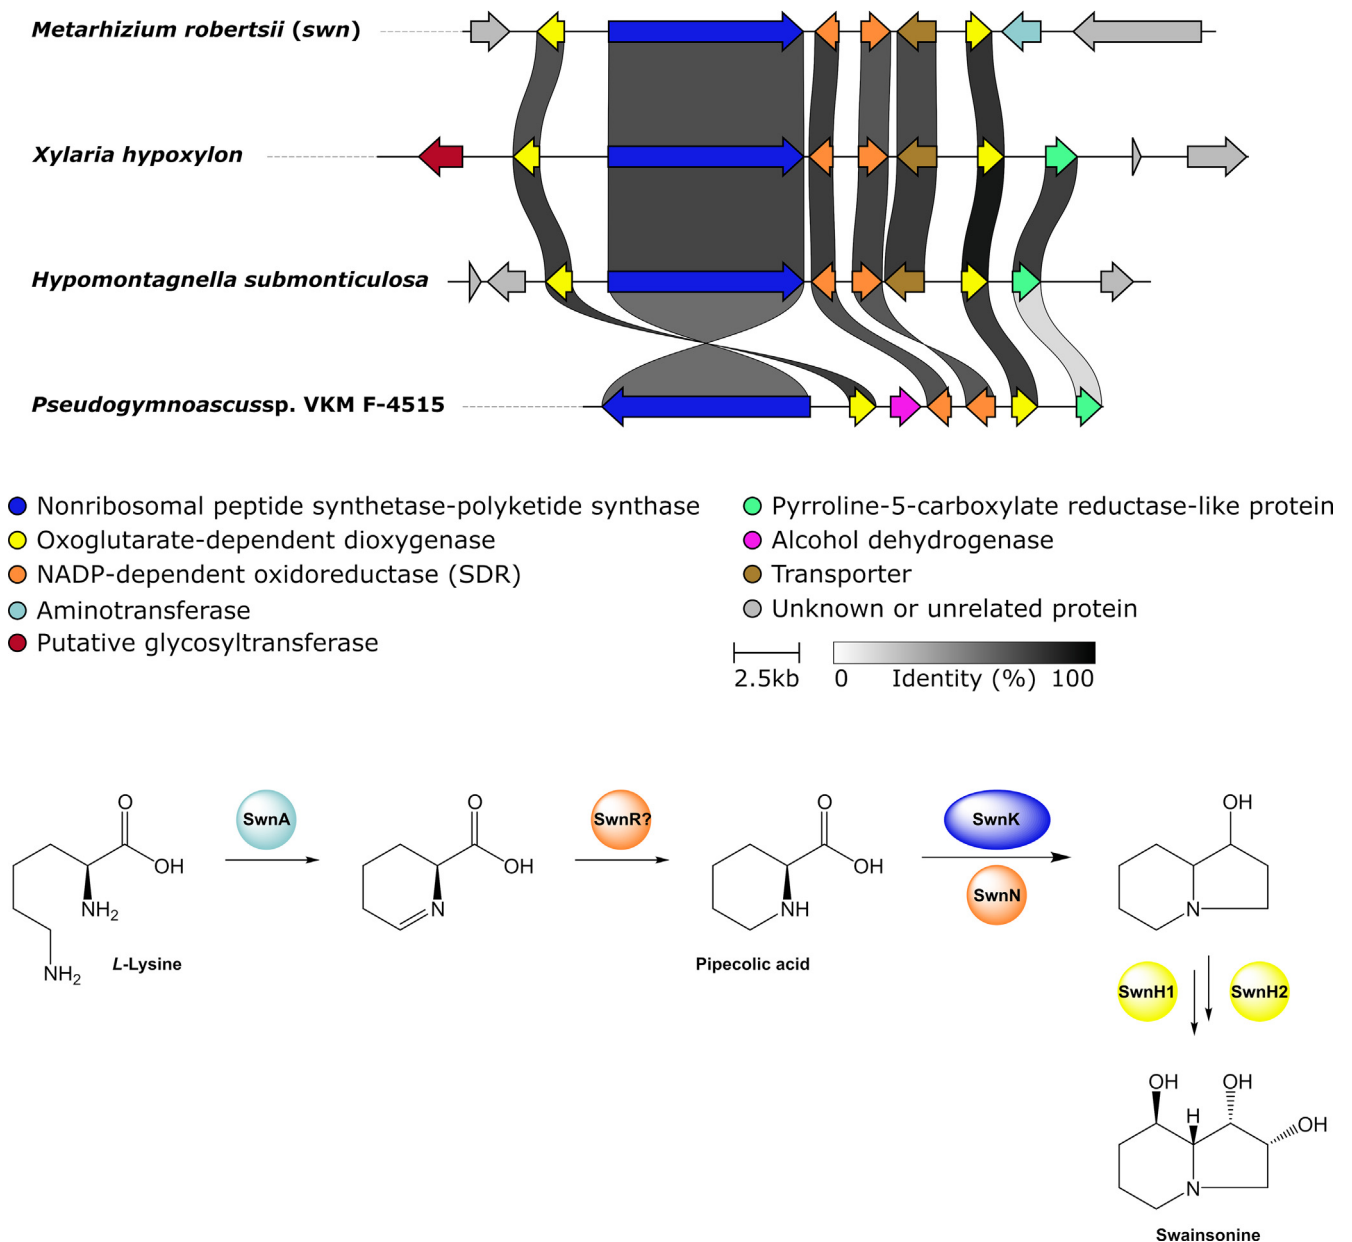 Metarhizium robertsii (swn)
Xylaria hypoxylon
Hypomontagnella submonticulosa
Pseudogymnoascussp. VKM F-4515
Nonribosomal peptide synthetase-polyketide synthase
Oxoglutarate-dependent dioxygenase
NADP-dependent oxidoreductase (SDR)
Aminotransferase
Putative glycosyltransferase
Pyrroline-5-carboxylate reductase-like protein
Alcohol dehydrogenase
Transporter
Unknown or unrelated protein
2.5kb
0 Identity (%) 100
O
OH
NH2
NH2
L-Lysine
SwnA
O
OH
N
SwnR?
O
OH
NH
Pipecolic acid
SwnK
SwnN
OH
N
SwnH1
SwnH2
OH
OH
H
OH
N
Swainsonine